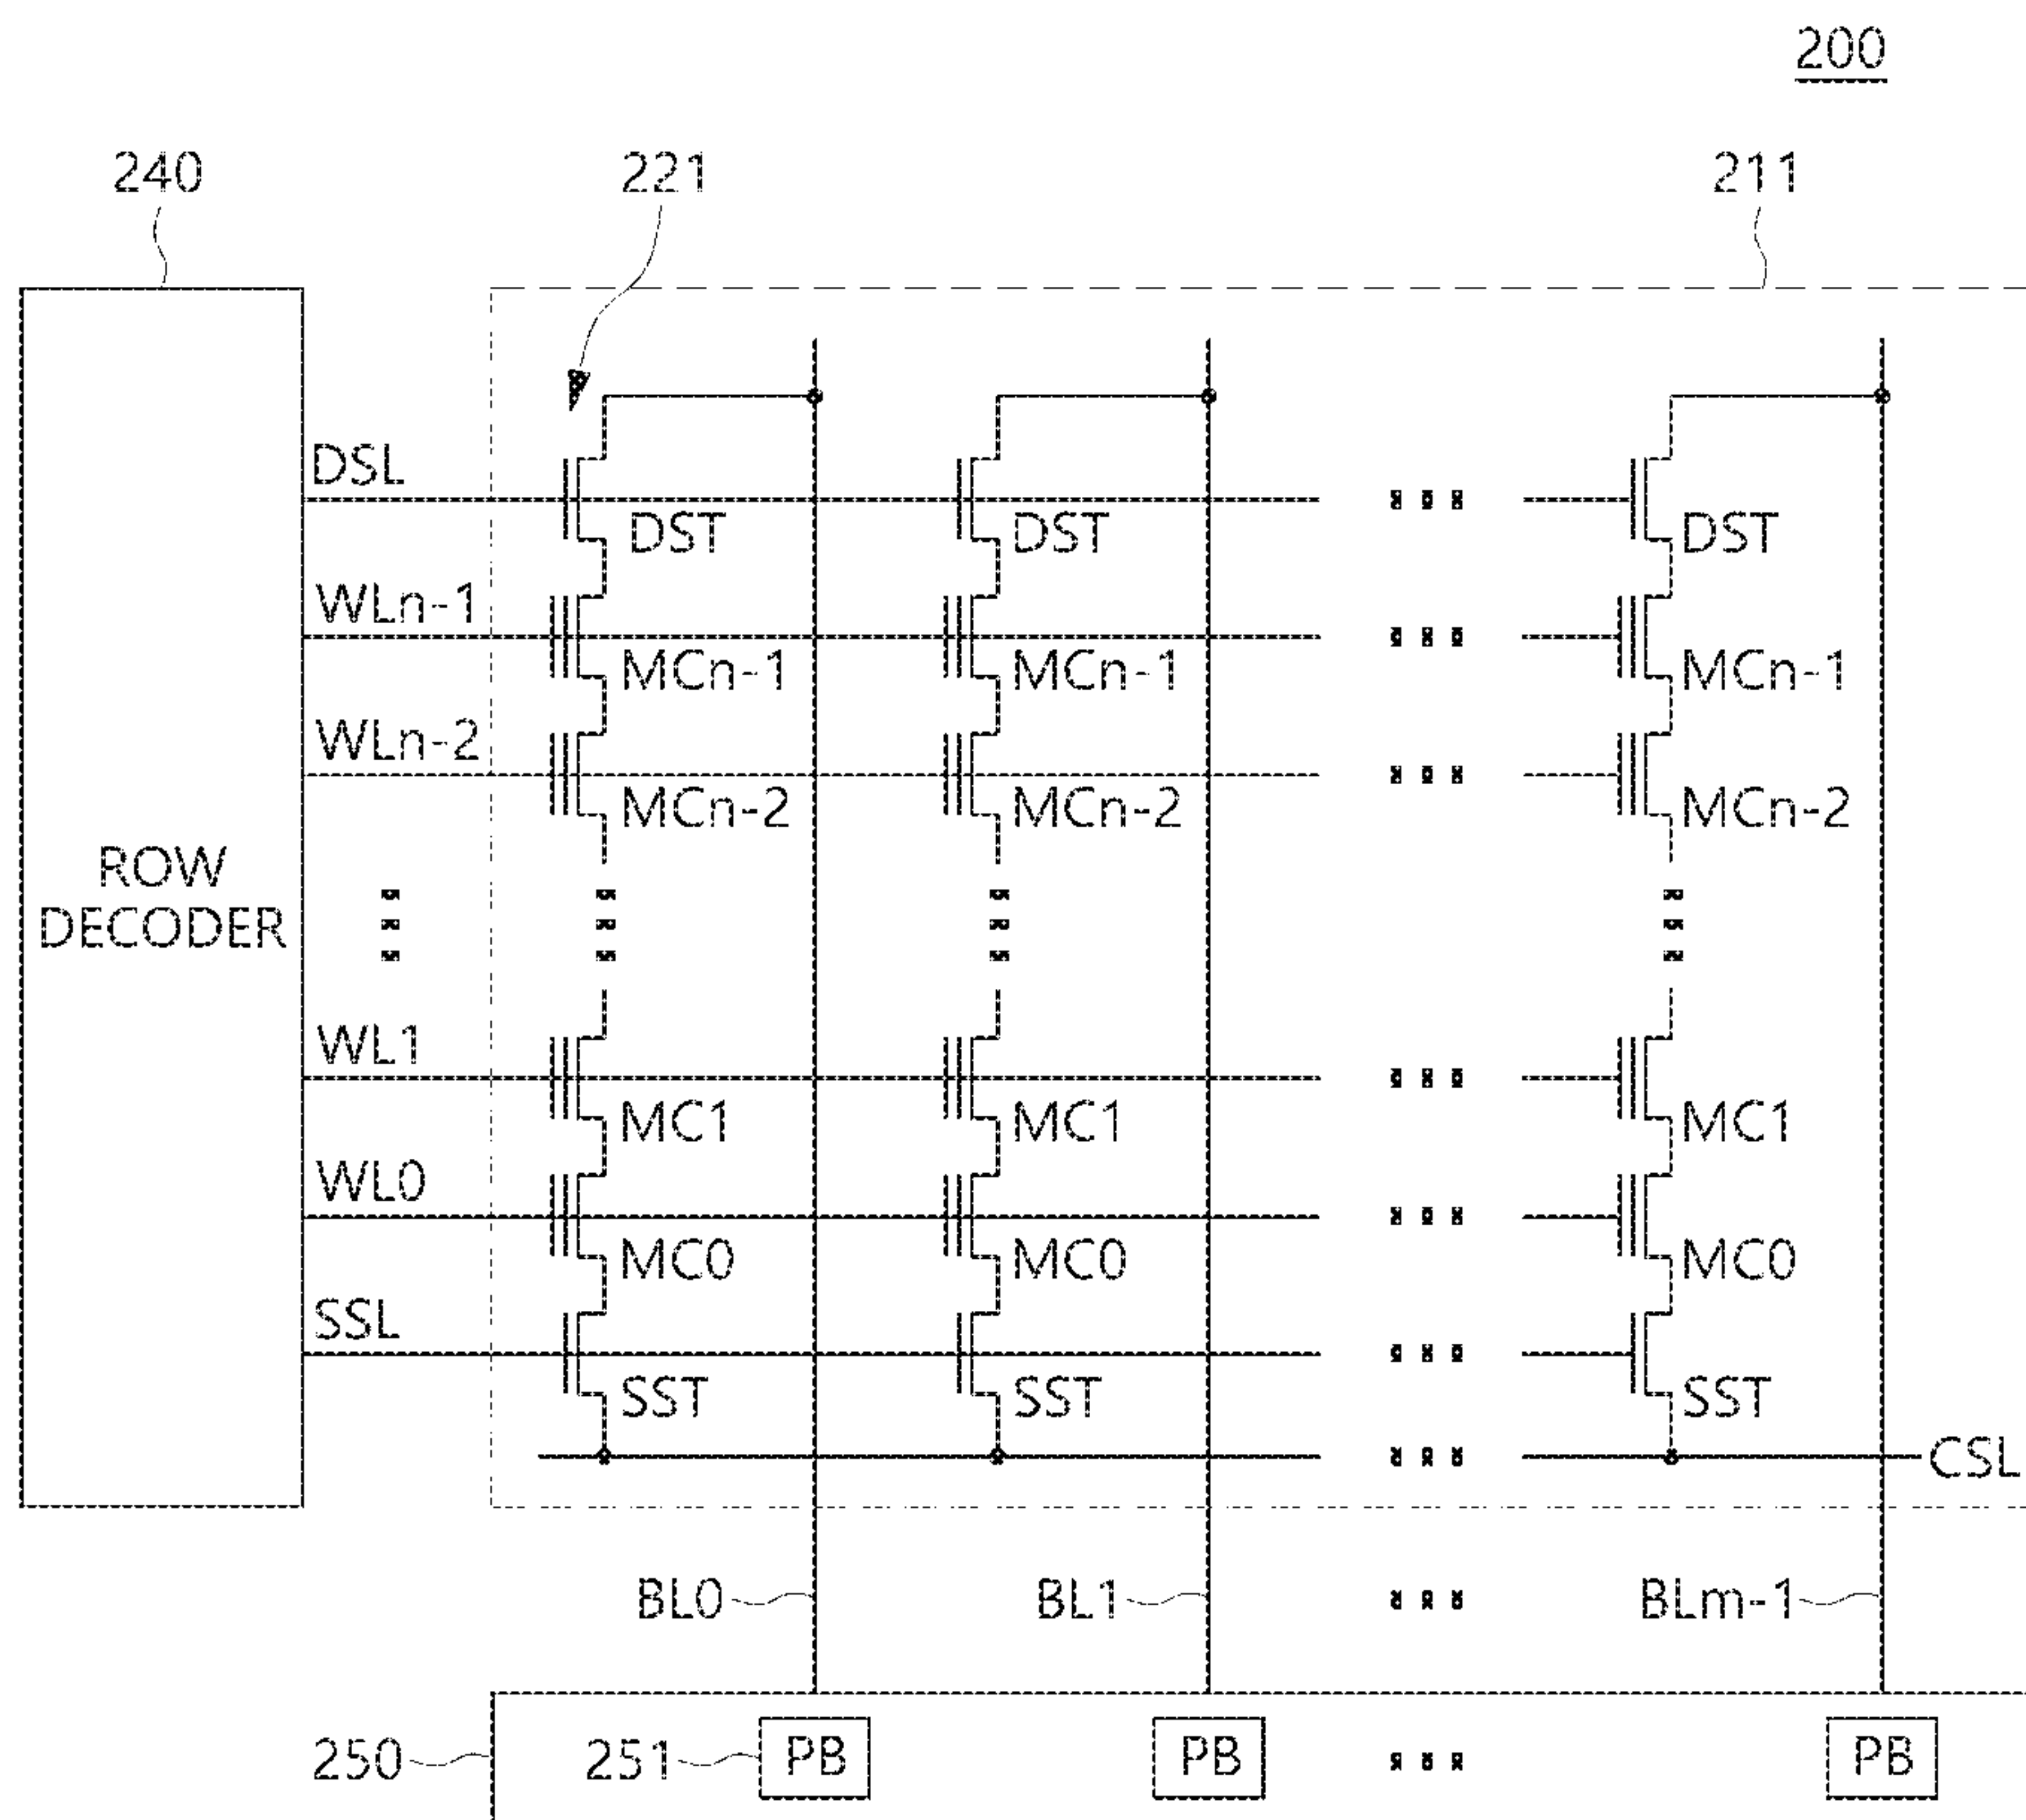 200
240 221 211
DSL
DST DST DST
WLn-1
MCn-1 MCn-1 MCn-1
WLn-2
MCn-2 MCn-2 MCn-2
ROW
DECODER
WL1
MC1 MC1 MC1
WL0
MC0 MC0 MC0
SSL
SST SST SST
CSL
BL0 BL1 BLm-1
250 251 PB PB PB